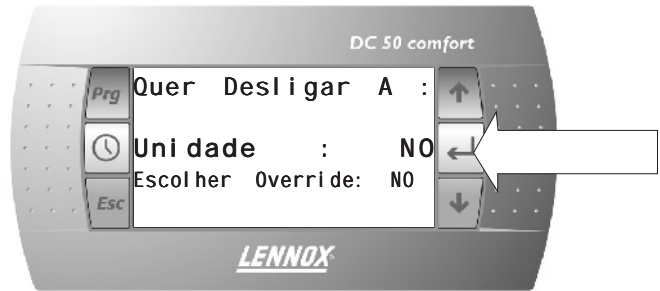 DC 50 comfort
Prg
Quer Desligar A :
Unidade : NO
Escolher Override: NO
Esc
LENNOX